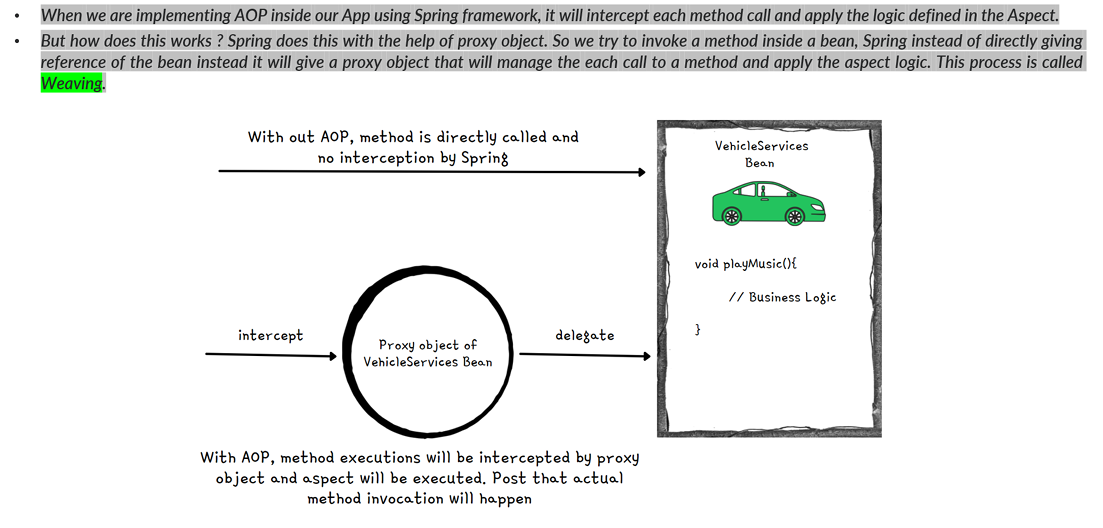 • When we are implementing AOP inside our App using Spring framework, it will intercept each method call and apply the logic defined in the Aspect.
• But how does this works ? Spring does this with the help of proxy object. So we try to invoke a method inside a bean, Spring instead of directly giving
reference of the bean instead it will give a proxy object that will manage the each call to a method and apply the aspect logic. This process is called
Weaving.
With out AOP, method is directly called and
no interception by Spring
VehicleServices
Bean
void playMusic(){
// Business Logic
}
intercept
Proxy object of
VehicleServices Bean
delegate
With AOP, method executions will be intercepted by proxy
object and aspect will be executed. Post that actual
method invocation will happen